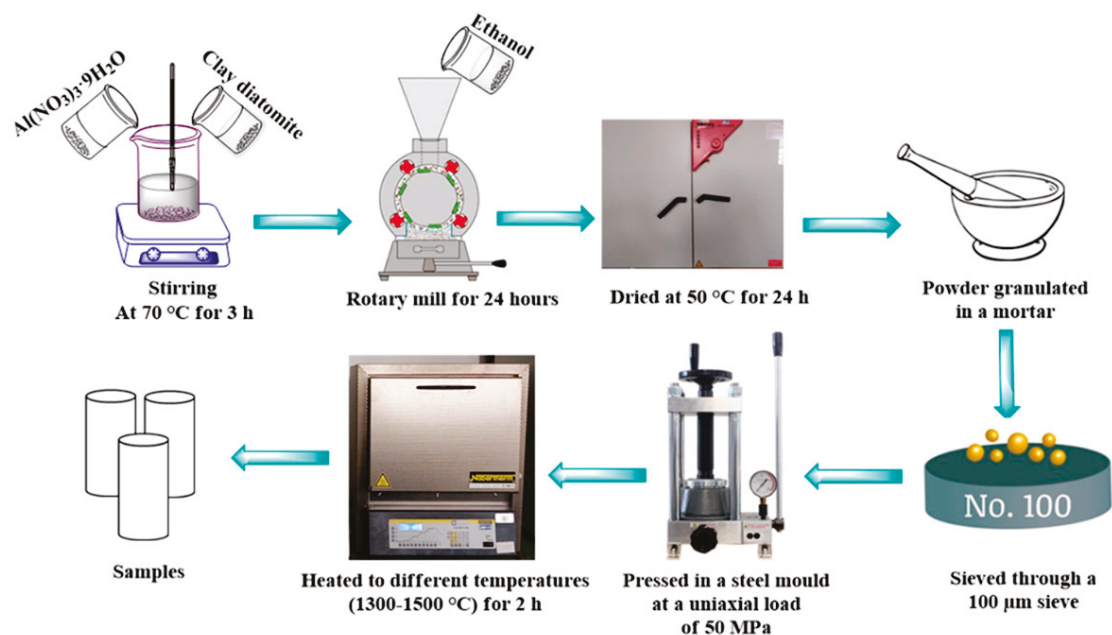 Al(NO₃)₃·9H₂O
Clay diatomite
Ethanol
Stirring
At 70 °C for 3 h
Rotary mill for 24 hours
Dried at 50 °C for 24 h
Powder granulated
in a mortar
No. 100
Sieved through a
100 µm sieve
Pressed in a steel mould
at a uniaxial load
of 50 MPa
Nabertherm
Heated to different temperatures
(1300-1500 °C) for 2 h
Samples